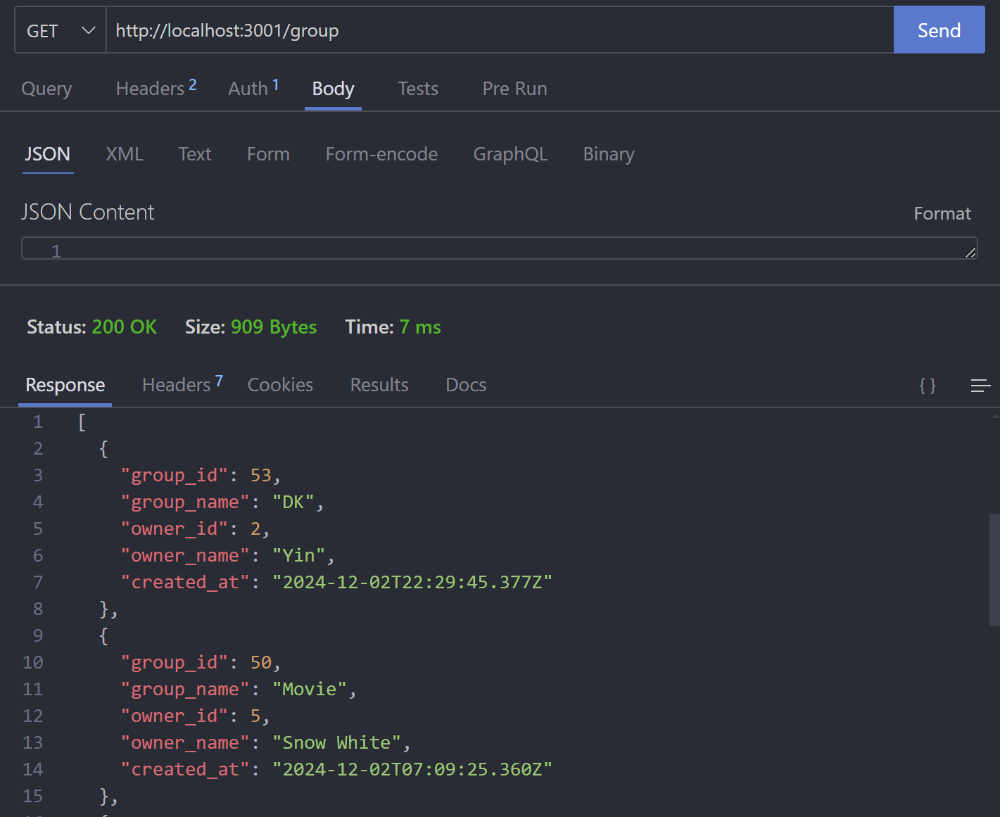 GET http://localhost:3001/group Send
Query Headers 2 Auth 1 Body Tests Pre Run
JSON XML Text Form Form-encode GraphQL Binary
JSON Content Format
1
Status: 200 OK Size: 909 Bytes Time: 7 ms
Response Headers 7 Cookies Results Docs { }
1 [
2 {
3 "group_id": 53,
4 "group_name": "DK",
5 "owner_id": 2,
6 "owner_name": "Yin",
7 "created_at": "2024-12-02T22:29:45.377Z"
8 },
9 {
10 "group_id": 50,
11 "group_name": "Movie",
12 "owner_id": 5,
13 "owner_name": "Snow White",
14 "created_at": "2024-12-02T07:09:25.360Z"
15 },